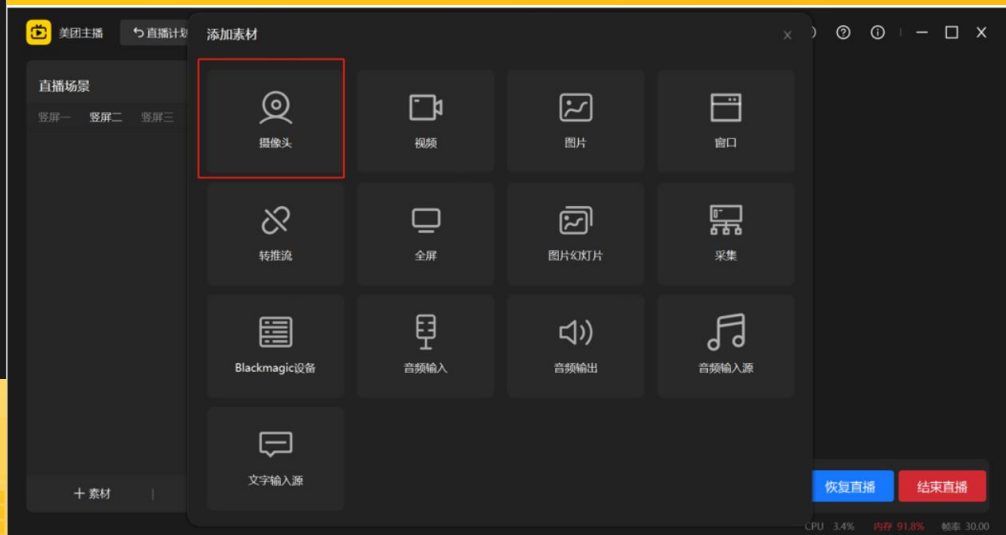 美团主播
直播计划
添加素材
直播场景
竖屏一 竖屏二 竖屏三
摄像头 视频 图片 窗口
转推流 全屏 图片幻灯片 采集
Blackmagic设备 音频输入 音频输出 音频输入源
文字输入源
+ 素材
恢复直播 结束直播
CPU 3.4% 内存 91.8% 帧率 30.00